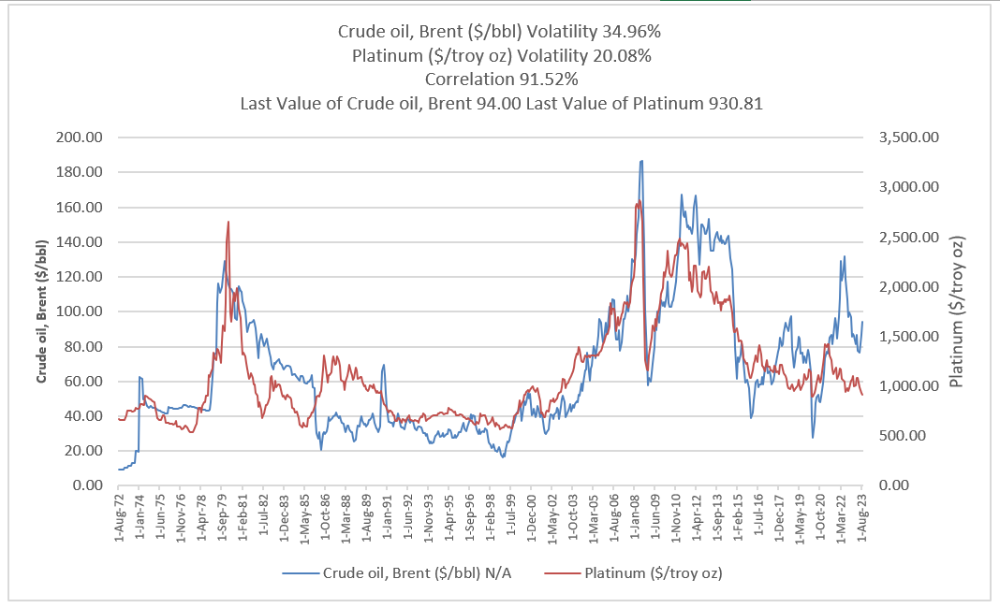 Crude oil, Brent ($/bbl) Volatility 34.96%
Platinum ($/troy oz) Volatility 20.08%
Correlation 91.52%
Last Value of Crude oil, Brent 94.00 Last Value of Platinum 930.81
200.00
180.00
160.00
140.00
120.00
100.00
80.00
60.00
40.00
20.00
0.00
Crude oil, Brent ($/bbl)
3,500.00
3,000.00
2,500.00
2,000.00
1,500.00
1,000.00
500.00
0.00
Platinum ($/troy oz)
1-Aug-72
1-Jan-74
1-Jun-75
1-Nov-76
1-Apr-78
1-Sep-79
1-Feb-81
1-Jul-82
1-Dec-83
1-May-85
1-Oct-86
1-Mar-88
1-Aug-89
1-Jan-91
1-Jun-92
1-Nov-93
1-Apr-95
1-Sep-96
1-Feb-98
1-Jul-99
1-Dec-00
1-May-02
1-Oct-03
1-Mar-05
1-Aug-06
1-Jan-08
1-Jun-09
1-Nov-10
1-Apr-12
1-Sep-13
1-Feb-15
1-Jul-16
1-Dec-17
1-May-19
1-Oct-20
1-Mar-22
1-Aug-23
Crude oil, Brent ($/bbl) N/A
Platinum ($/troy oz)